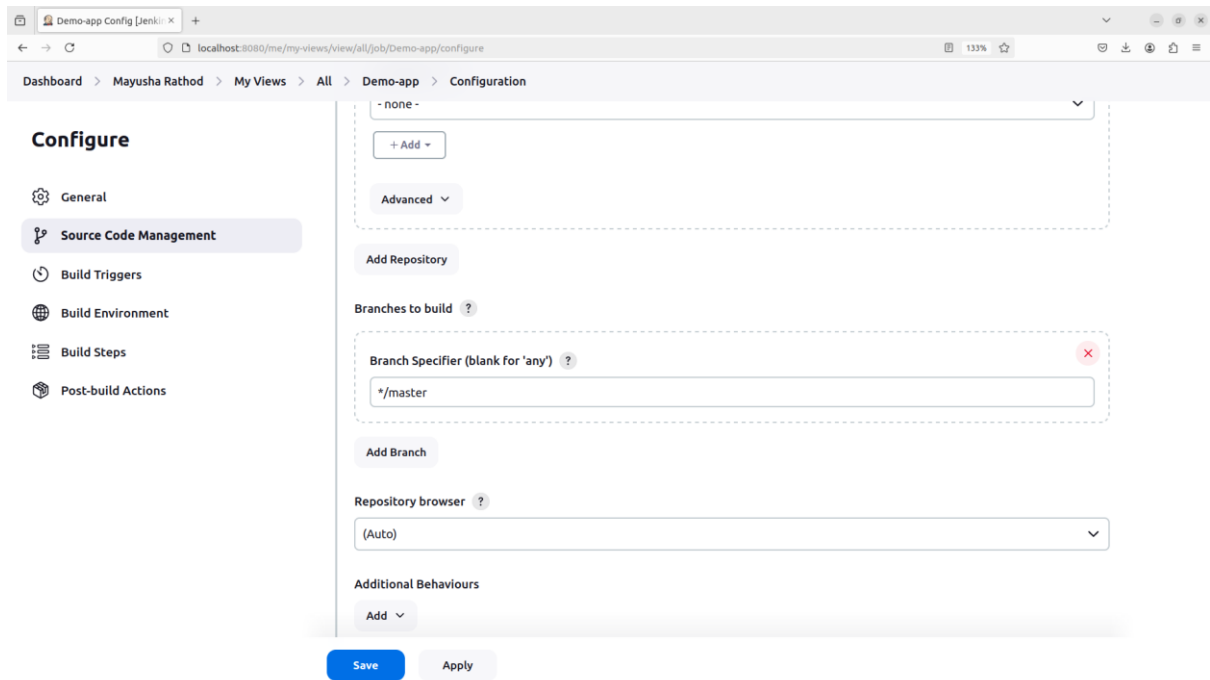 Demo-app Config [Jenkin
localhost:8080/me/my-views/view/all/job/Demo-app/configure
133%
Dashboard > Mayusha Rathod > My Views > All > Demo-app > Configuration
Configure
General
Source Code Management
Build Triggers
Build Environment
Build Steps
Post-build Actions
- none -
+ Add
Advanced
Add Repository
Branches to build ?
Branch Specifier (blank for 'any') ?
*/master
Add Branch
Repository browser ?
(Auto)
Additional Behaviours
Add
Save
Apply